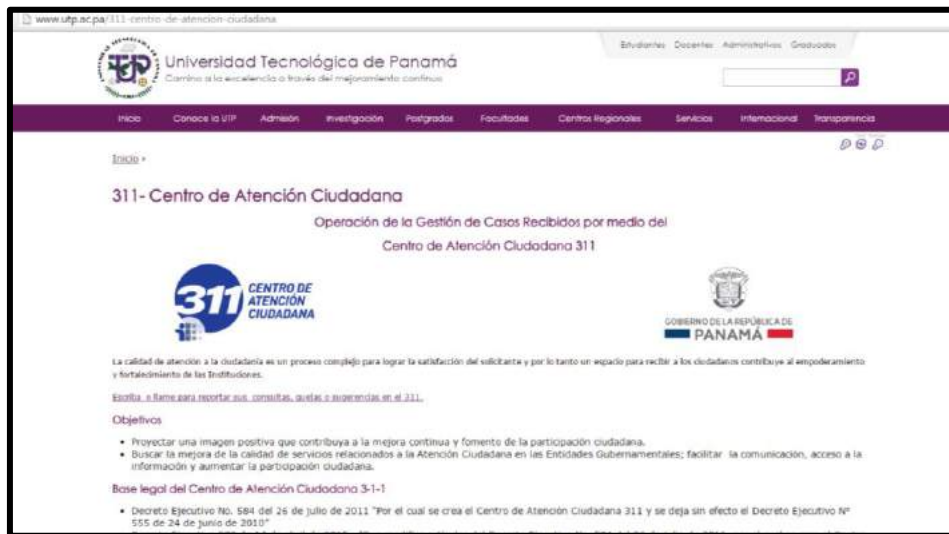 www.utp.ac.pa/311-centro-de-atencion-ciudadana
Estudiantes Docentes Administrativos Graduados
UTP
Universidad Tecnológica de Panamá
Camino a la excelencia a través del mejoramiento continuo
Inicio Conoce la UTP Admisión Investigación Postgrados Facultades Centros Regionales Servicios Internacional Transparencia
Inicio »
311- Centro de Atención Ciudadana
Operación de la Gestión de Casos Recibidos por medio del
Centro de Atención Ciudadana 311
311 CENTRO DE
ATENCIÓN
CIUDADANA
GOBIERNO DE LA REPÚBLICA DE
PANAMÁ
La calidad de atención a la ciudadanía es un proceso complejo para lograr la satisfacción del solicitante y por lo tanto un espacio para recibir a los ciudadanos contribuye al empoderamiento
y fortalecimiento de las Instituciones.
Escriba o llame para reportar sus consultas, quejas o sugerencias en el 311.
Objetivos
• Proyectar una imagen positiva que contribuya a la mejora continua y fomento de la participación ciudadana.
• Buscar la mejora de la calidad de servicios relacionados a la Atención Ciudadana en las Entidades Gubernamentales; facilitar la comunicación, acceso a la
información y aumentar la participación ciudadana.
Base legal del Centro de Atención Ciudadana 3-1-1
• Decreto Ejecutivo No. 584 del 26 de julio de 2011 "Por el cual se crea el Centro de Atención Ciudadana 311 y se deja sin efecto el Decreto Ejecutivo N°
555 de 24 de junio de 2010"